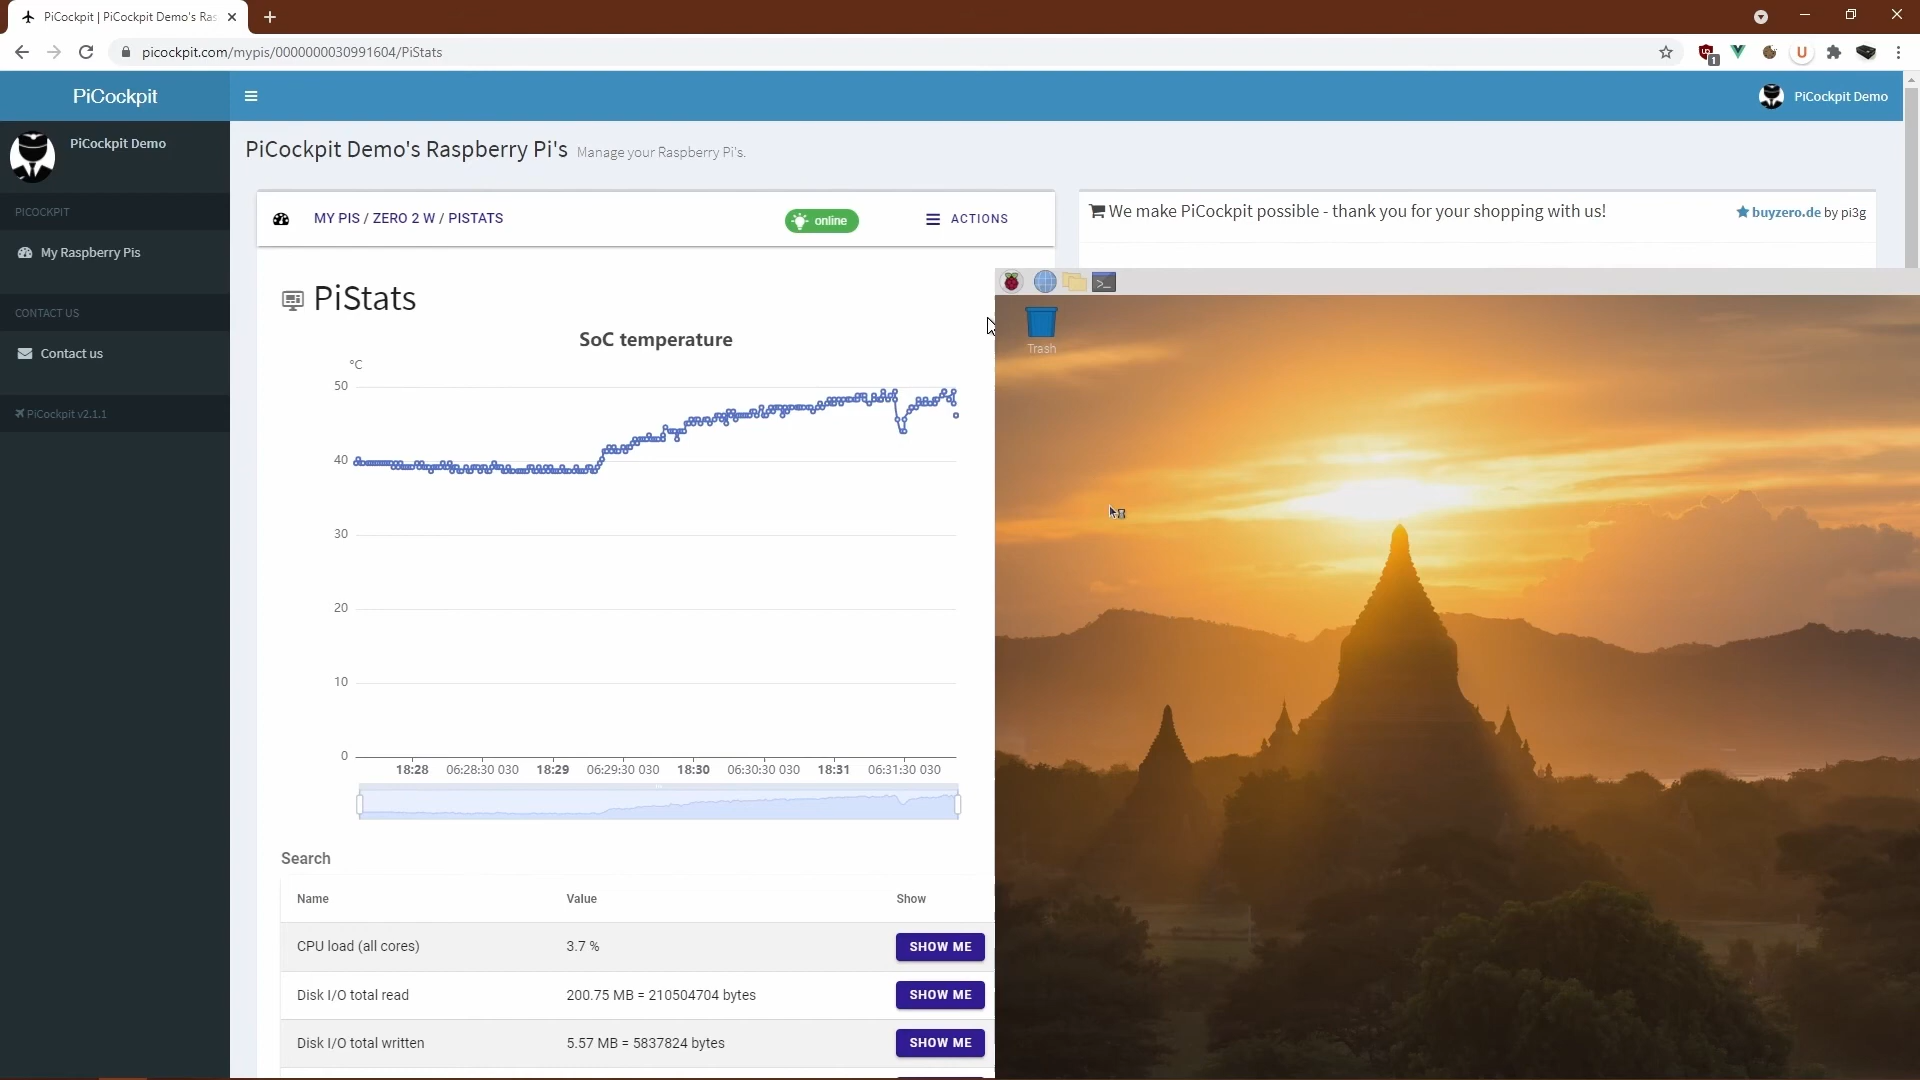 PiCockpit | PiCockpit Demo's Ras
picockpit.com/mypis/0000000030991604/PiStats
U
1
PiCockpit
PiCockpit Demo
PiCockpit Demo
PICOCKPIT
My Raspberry Pis
CONTACT US
Contact us
PiCockpit v2.1.1
PiCockpit Demo's Raspberry Pi's Manage your Raspberry Pi's.
MY PIS / ZERO 2 W / PISTATS
online
ACTIONS
We make PiCockpit possible - thank you for your shopping with us!
buyzero.de by pi3g
PiStats
Trash
SoC temperature
°C
50
40
30
20
10
0
18:28 06:28:30 030 18:29 06:29:30 030 18:30 06:30:30 030 18:31 06:31:30 030
Search
Name Value Show
CPU load (all cores) 3.7 % SHOW ME
Disk I/O total read 200.75 MB = 210504704 bytes SHOW ME
Disk I/O total written 5.57 MB = 5837824 bytes SHOW ME